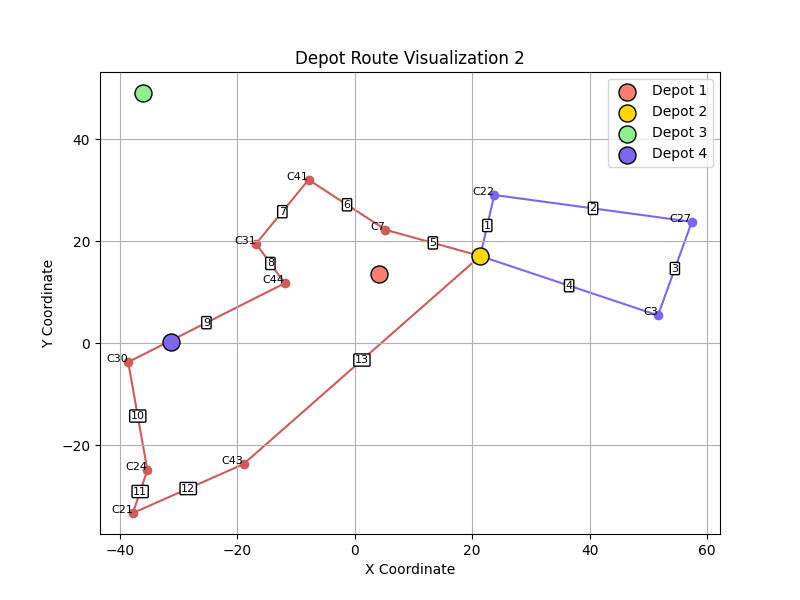 Depot Route Visualization 2
Depot 1
Depot 2
Depot 3
Depot 4
Y Coordinate
40
20
0
−20
−40
−20
0
20
40
60
X Coordinate
C41
C22
C27
C7
C31
C44
C3
C30
C24
C43
C21
1
2
3
4
5
6
7
8
9
10
11
12
13